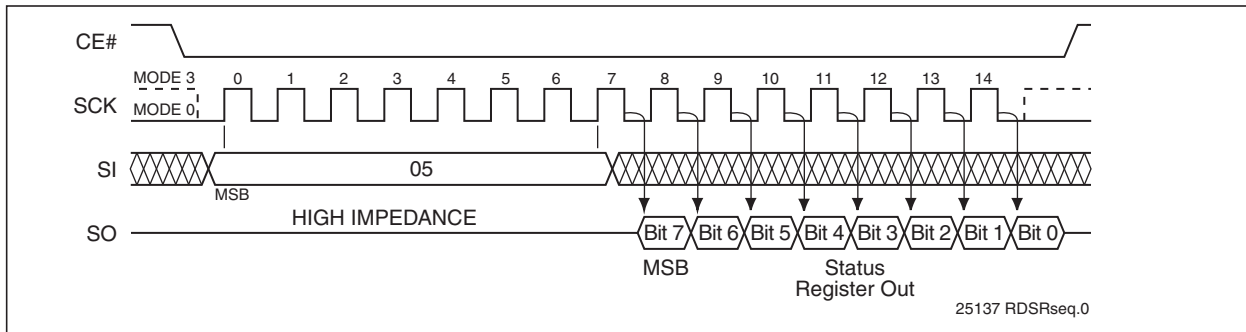 CE#
MODE 3 0 1 2 3 4 5 6 7 8 9 10 11 12 13 14
SCK MODE 0
SI 05
MSB
HIGH IMPEDANCE
SO Bit 7 Bit 6 Bit 5 Bit 4 Bit 3 Bit 2 Bit 1 Bit 0
MSB Status
Register Out
25137 RDSRseq.0